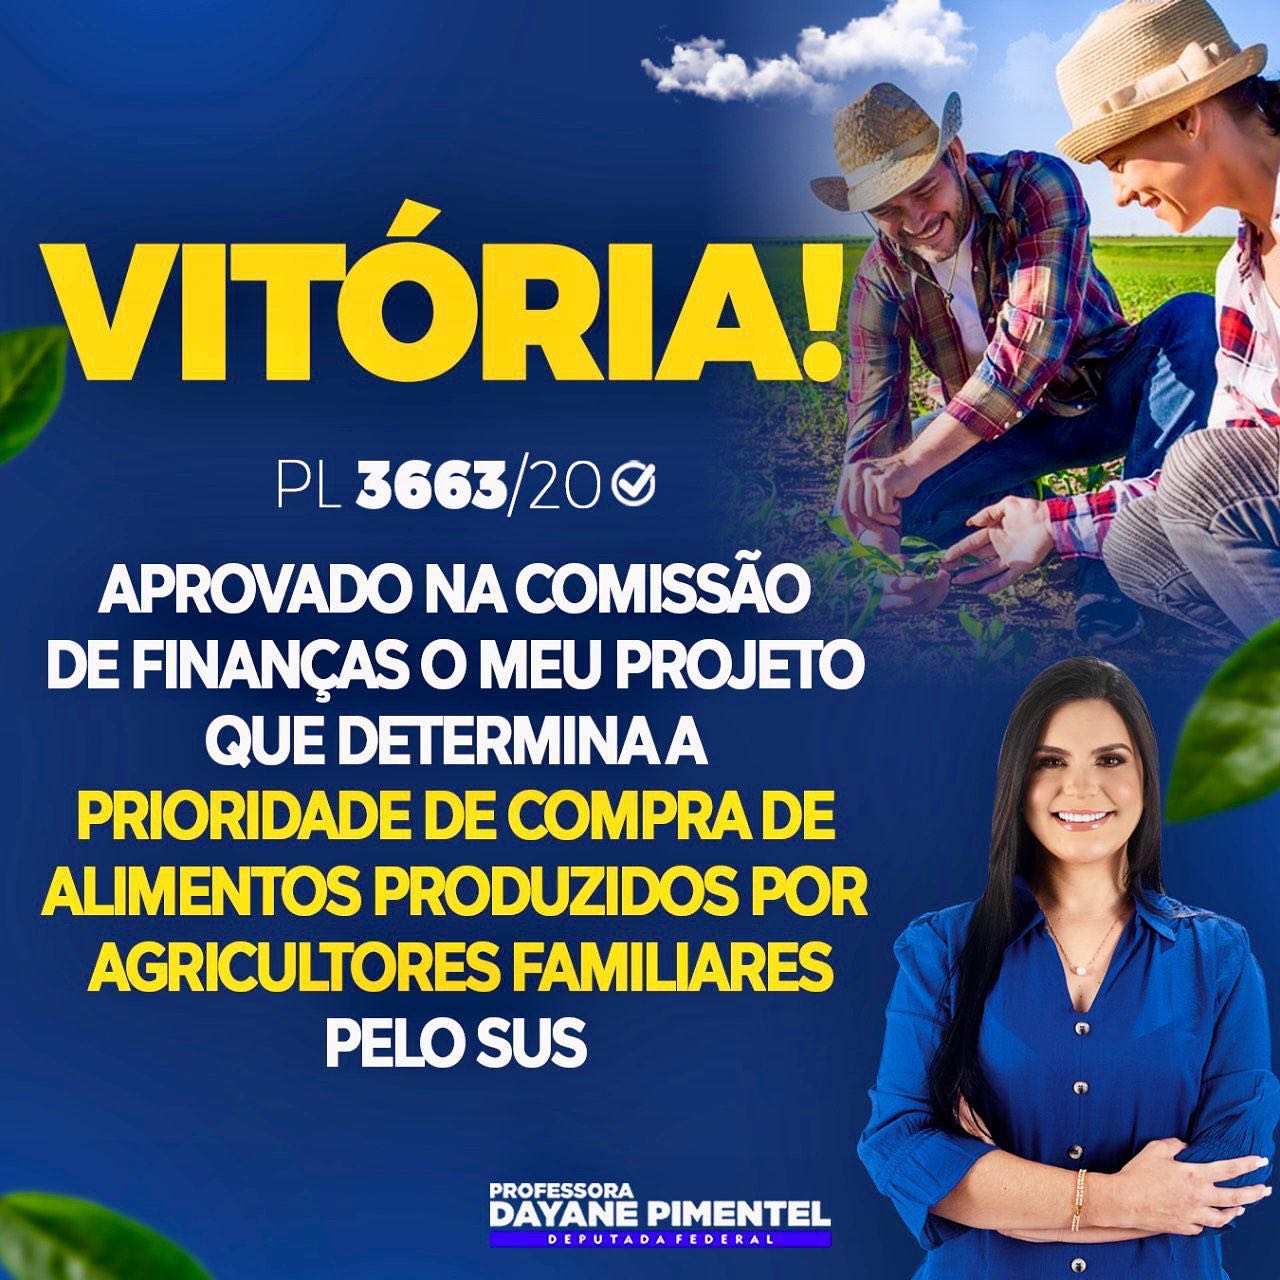 VITÓRIA!
PL 3663/20
APROVADO NA COMISSÃO
DE FINANÇAS O MEU PROJETO
QUE DETERMINA A
PRIORIDADE DE COMPRA DE
ALIMENTOS PRODUZIDOS POR
AGRICULTORES FAMILIARES
PELO SUS
PROFESSORA
DAYANE PIMENTEL
DEPUTADA FEDERAL